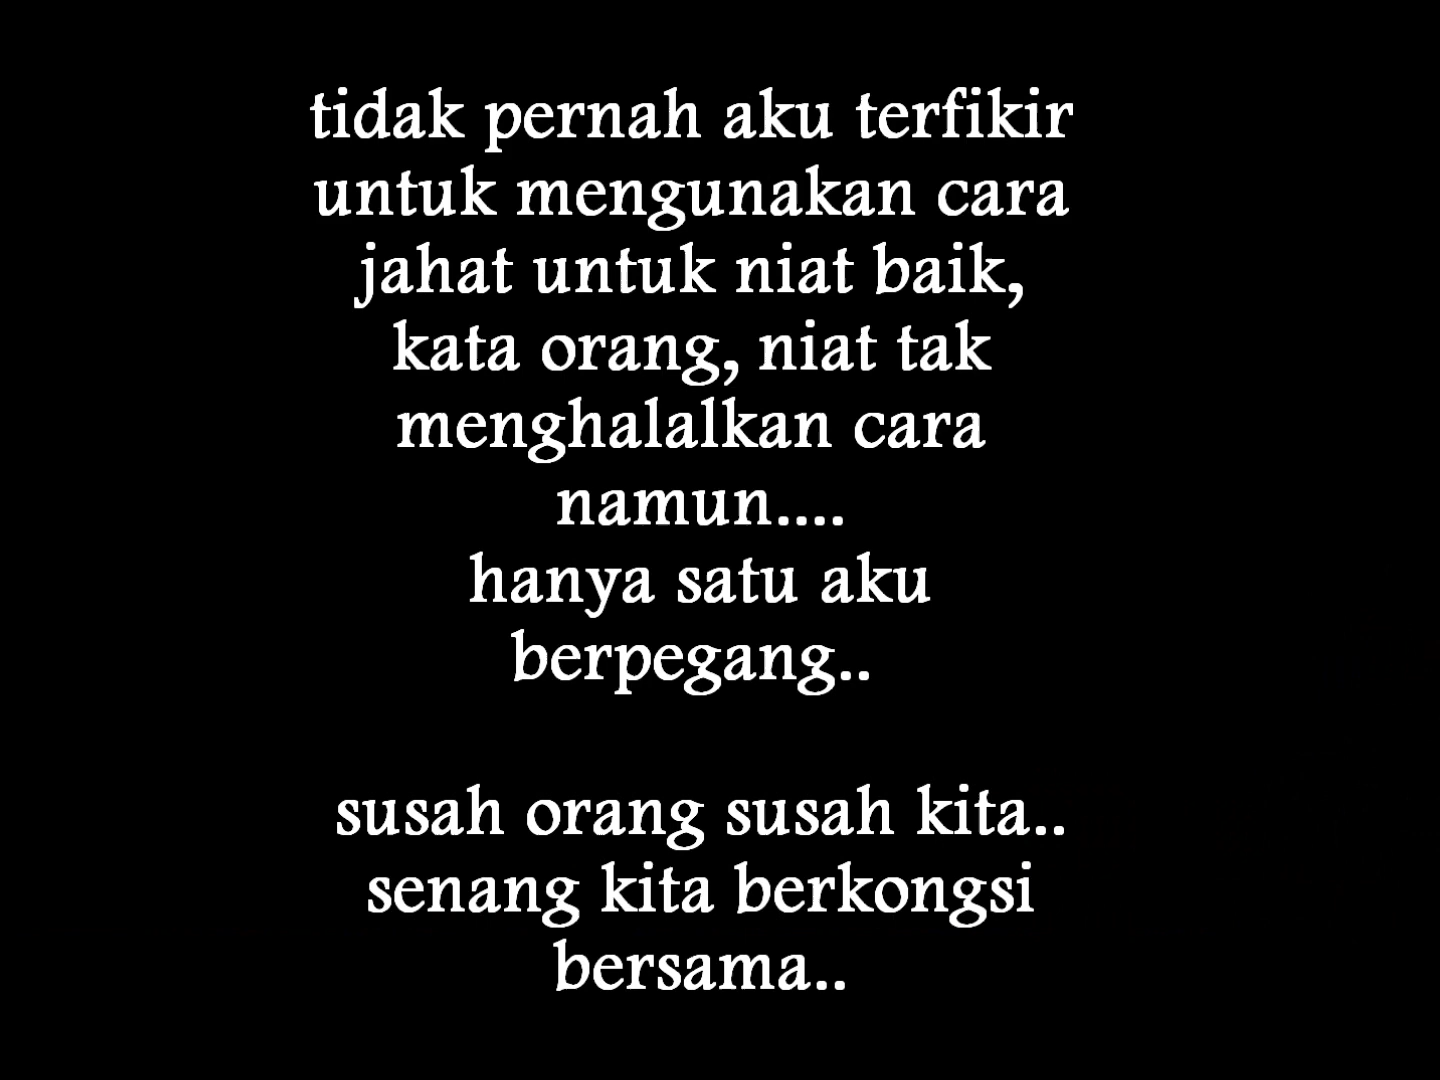 tidak pernah aku terfikir
untuk mengunakan cara
jahat untuk niat baik,
kata orang, niat tak
menghalalkan cara
namun....
hanya satu aku
berpegang..
susah orang susah kita..
senang kita berkongsi
bersama..